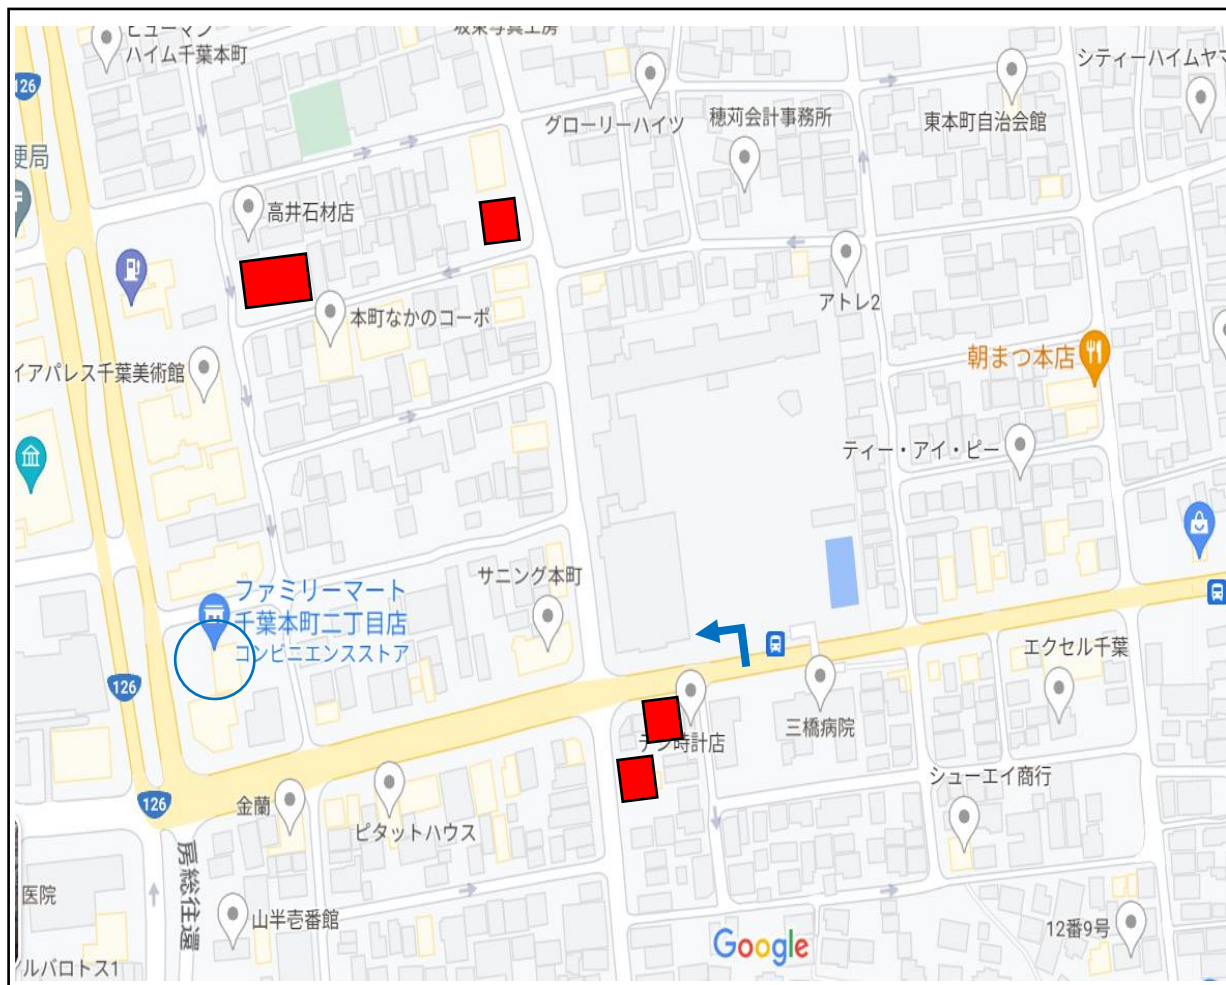 ハイム千葉本町
シティーハイムヤマ
126
グローリーハイツ
穂苅会計事務所
東本町自治会館
便局
高井石材店
アトレ2
本町なかのコーポ
イアパレス千葉美術館
朝まつ本店
ティー・アイ・ピー
サニング本町
ファミリーマート
千葉本町二丁目店
コンビニエンスストア
エクセル千葉
126
三橋病院
テン時計店
シューエイ商行
126
金蘭
ピタットハウス
房総往還
医院
山半壱番館
12番9号
Google
ルバロトス1